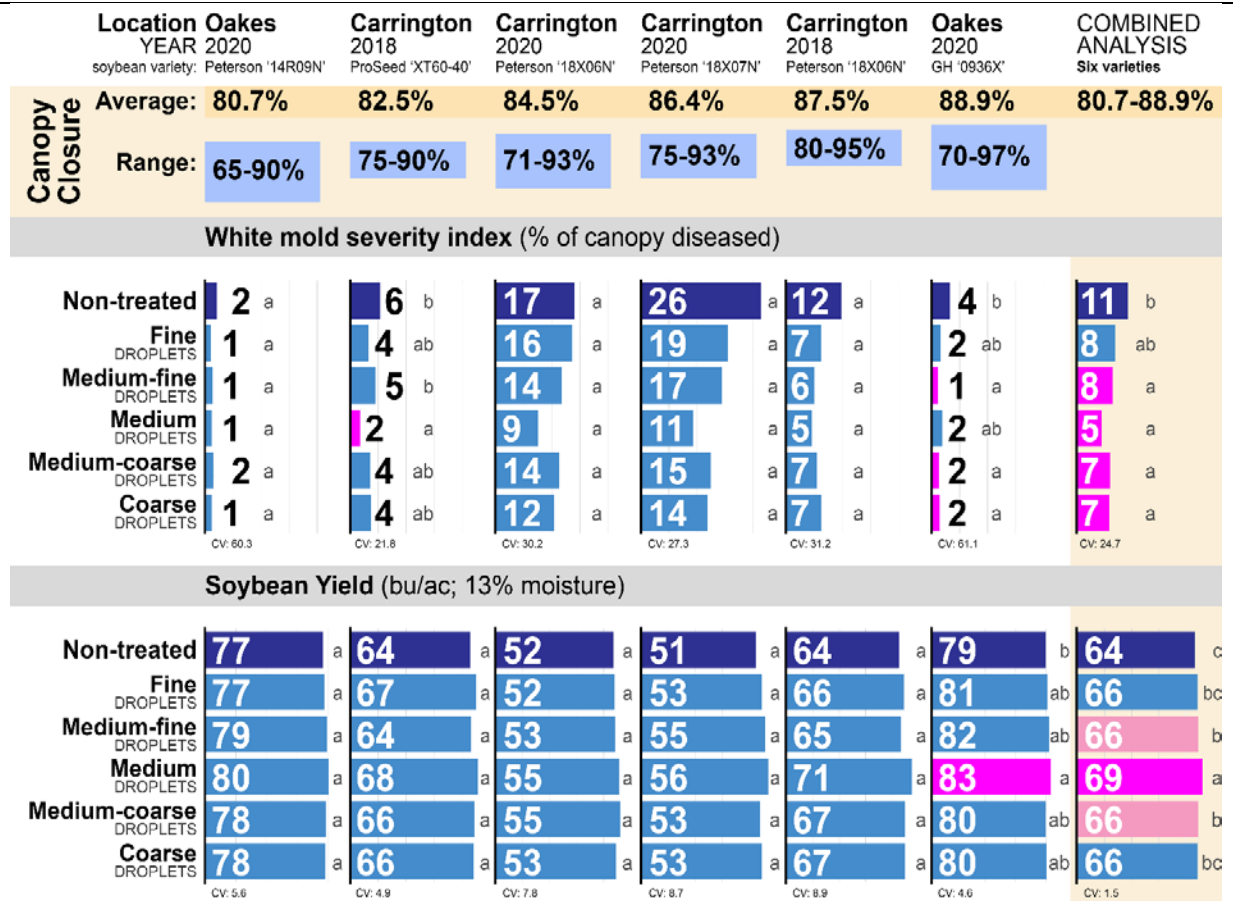 Location Oakes Carrington Carrington Carrington Carrington Oakes COMBINED
YEAR 2020 2018 2020 2020 2018 2020 ANALYSIS
soybean variety: Peterson '14R09N' ProSeed 'XT60-40' Peterson '18X06N' Peterson '18X07N' Peterson '18X06N' GH '0936X' Six varieties
Canopy Closure
Average: 80.7% 82.5% 84.5% 86.4% 87.5% 88.9% 80.7-88.9%
Range: 65-90% 75-90% 71-93% 75-93% 80-95% 70-97%
White mold severity index (% of canopy diseased)
Non-treated 2 a 6 b 17 a 26 a 12 a 4 b 11 b
Fine DROPLETS 1 a 4 ab 16 a 19 a 7 a 2 ab 8 ab
Medium-fine DROPLETS 1 a 5 b 14 a 17 a 6 a 1 a 8 a
Medium DROPLETS 1 a 2 a 9 a 11 a 5 a 2 ab 5 a
Medium-coarse DROPLETS 2 a 4 ab 14 a 15 a 7 a 2 a 7 a
Coarse DROPLETS 1 a 4 ab 12 a 14 a 7 a 2 a 7 a
CV: 60.3 CV: 21.8 CV: 30.2 CV: 27.3 CV: 31.2 CV: 61.1 CV: 24.7
Soybean Yield (bu/ac; 13% moisture)
Non-treated 77 a 64 a 52 a 51 a 64 a 79 b 64 c
Fine DROPLETS 77 a 67 a 52 a 53 a 66 a 81 ab 66 bc
Medium-fine DROPLETS 79 a 64 a 53 a 55 a 65 a 82 ab 66 b
Medium DROPLETS 80 a 68 a 55 a 56 a 71 a 83 a 69 a
Medium-coarse DROPLETS 78 a 66 a 55 a 53 a 67 a 80 ab 66 b
Coarse DROPLETS 78 a 66 a 53 a 53 a 67 a 80 ab 66 bc
CV: 5.6 CV: 4.9 CV: 7.8 CV: 8.7 CV: 8.9 CV: 4.6 CV: 1.5